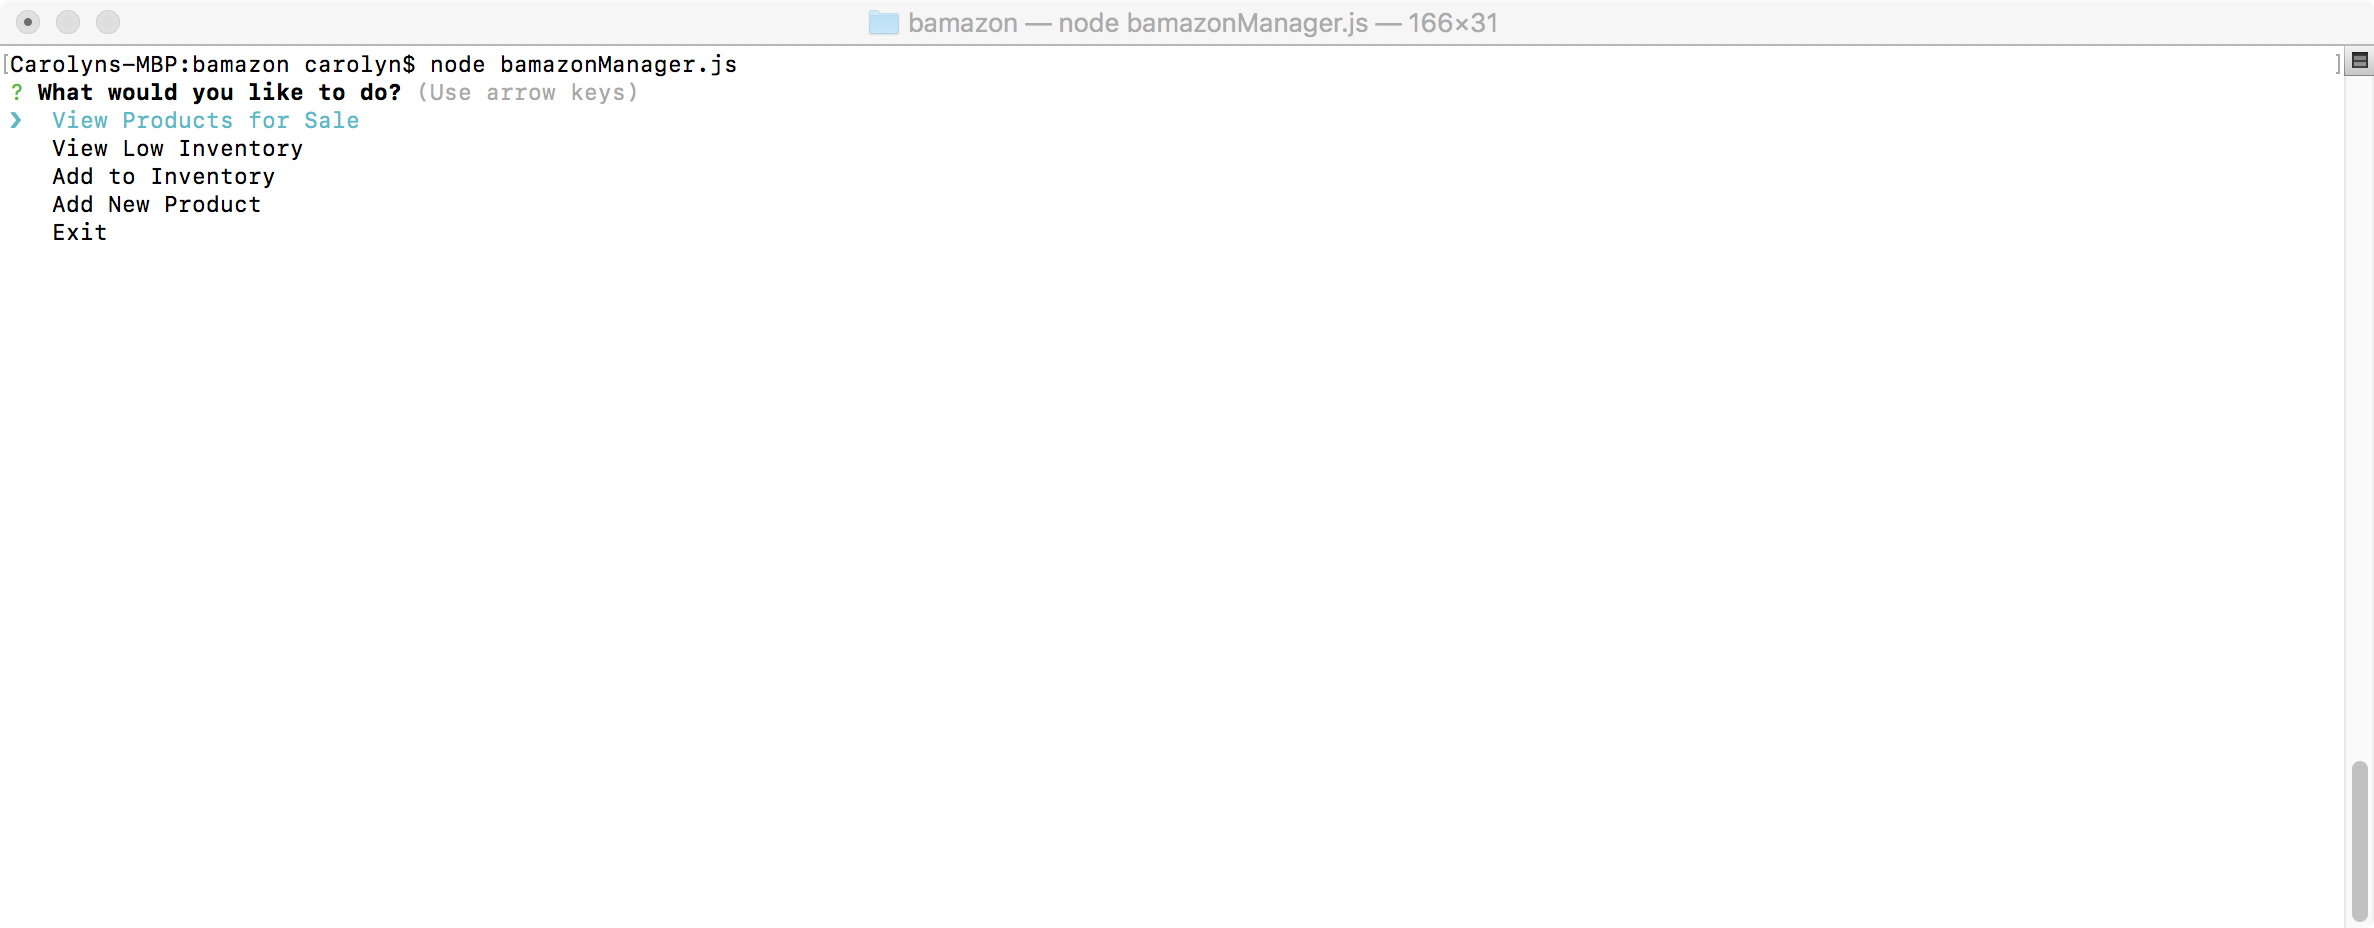 bamazon — node bamazonManager.js — 166×31
[Carolyns-MBP:bamazon carolyn$ node bamazonManager.js ]
? What would you like to do? (Use arrow keys)
❯ View Products for Sale
View Low Inventory
Add to Inventory
Add New Product
Exit